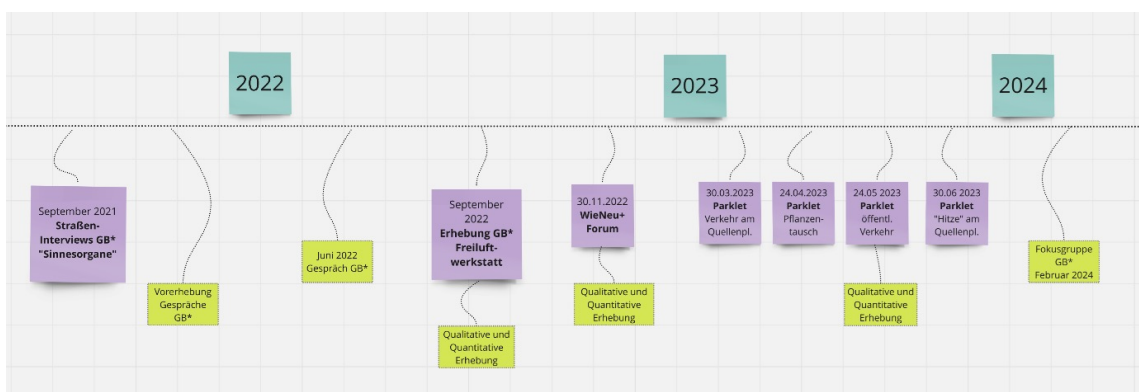 2022
2023
2024
September 2021
Straßen-
Interviews GB*
"Sinnesorgane"
Vorerhebung
Gespräche
GB*
Juni 2022
Gespräch GB*
September
2022
Erhebung GB*
Freiluft-
werkstatt
Qualitative und
Quantitative
Erhebung
30.11.2022
WieNeu+
Forum
Qualitative und
Quantitative
Erhebung
30.03.2023
Parklet
Verkehr am
Quellenpl.
24.04.2023
Parklet
Pflanzen-
tausch
24.05 2023
Parklet
öffentl.
Verkehr
Qualitative und
Quantitative
Erhebung
30.06 2023
Parklet
"Hitze" am
Quellenpl.
Fokusgruppe
GB*
Februar 2024